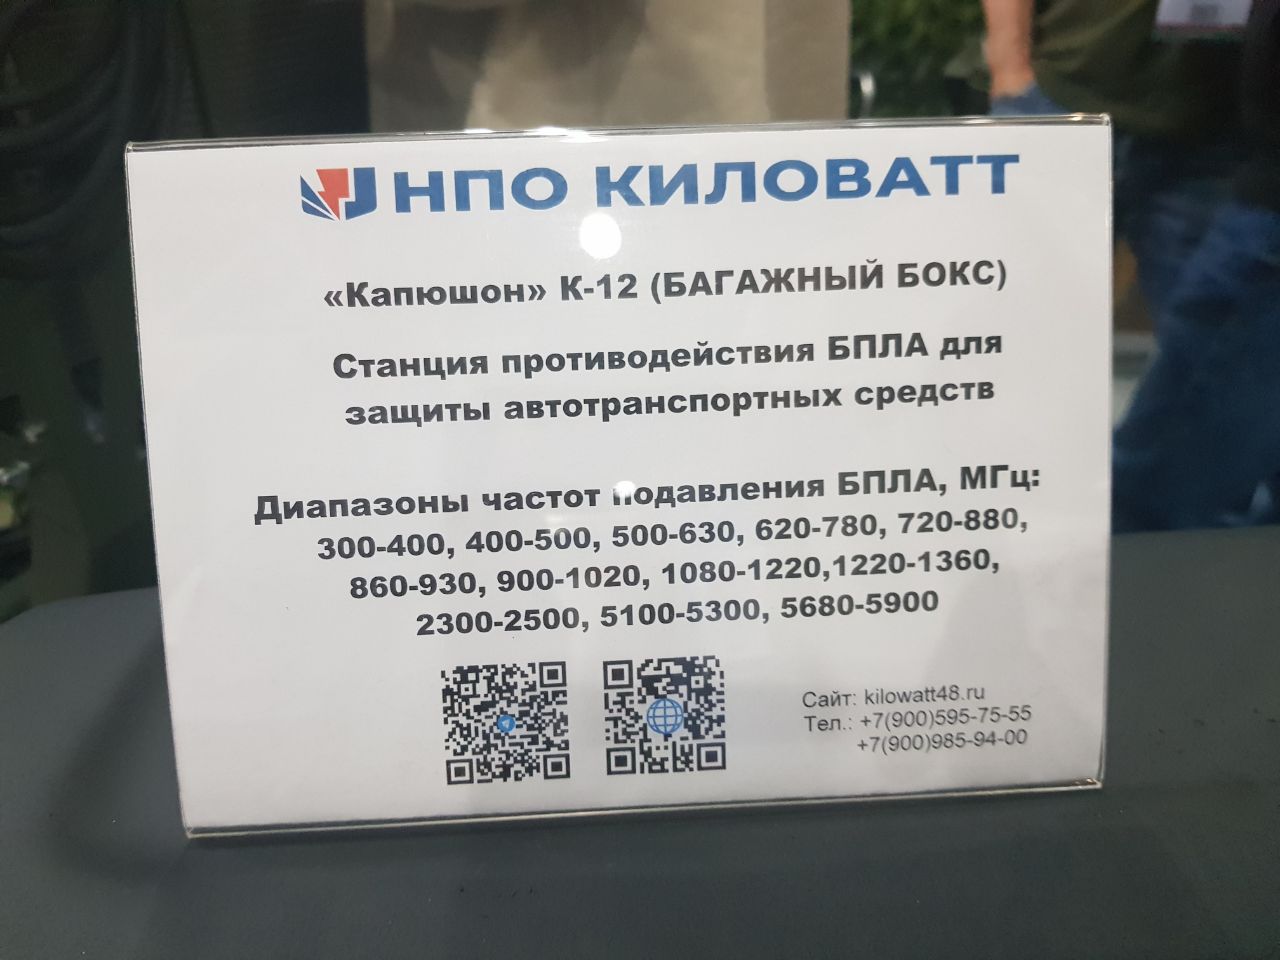 НПО КИЛОВАТТ
«Капюшон» К-12 (БАГАЖНЫЙ БОКС)
Станция противодействия БПЛА для
защиты автотранспортных средств
Диапазоны частот подавления БПЛА, МГц:
300-400, 400-500, 500-630, 620-780, 720-880,
860-930, 900-1020, 1080-1220,1220-1360,
2300-2500, 5100-5300, 5680-5900
Сайт: kilowatt48.ru
Тел.: +7(900)595-75-55
+7(900)985-94-00